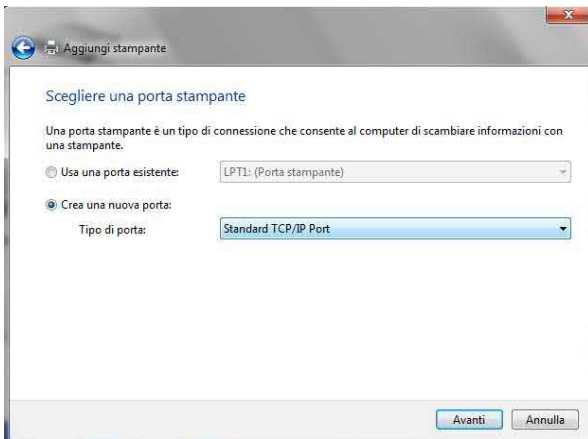 Aggiungi stampante
Scegliere una porta stampante
Una porta stampante è un tipo di connessione che consente al computer di scambiare informazioni con
una stampante.
Usa una porta esistente: LPT1: (Porta stampante)
Crea una nuova porta:
Tipo di porta: Standard TCP/IP Port
Avanti Annulla